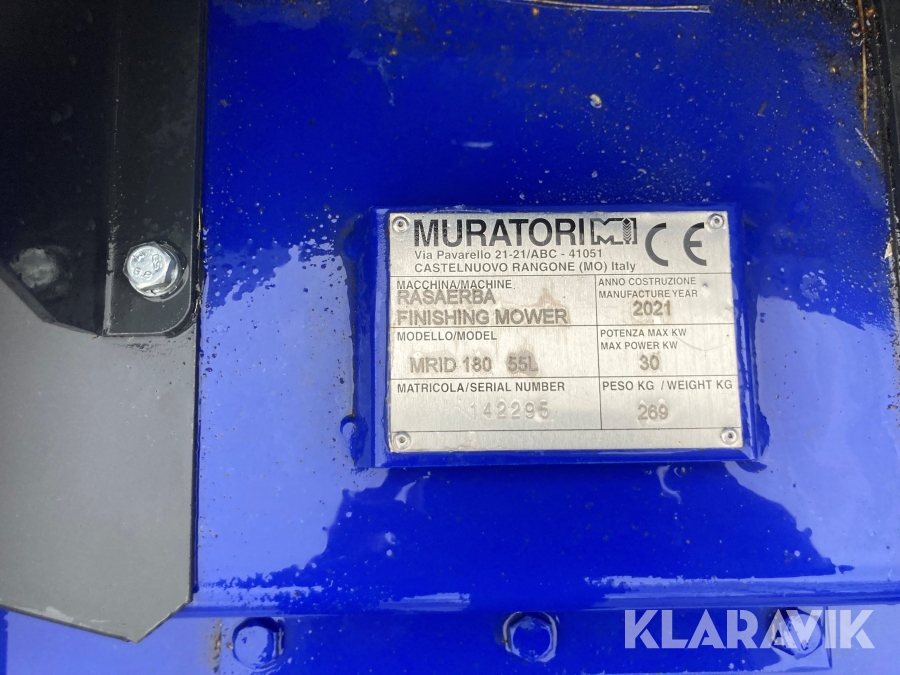 MURATORI
Via Pavarello 21-21/ABC - 41051
CASTELNUOVO RANGONE (MO) Italy
CE
MACCHINA/MACHINE
RASAERBA
FINISHING MOWER
ANNO COSTRUZIONE
MANUFACTURE YEAR
2021
MODELLO/MODEL
MRID 180 55L
POTENZA MAX KW
MAX POWER KW
30
MATRICOLA/SERIAL NUMBER
142295
PESO KG / WEIGHT KG
269
8.8
KLARAVIK